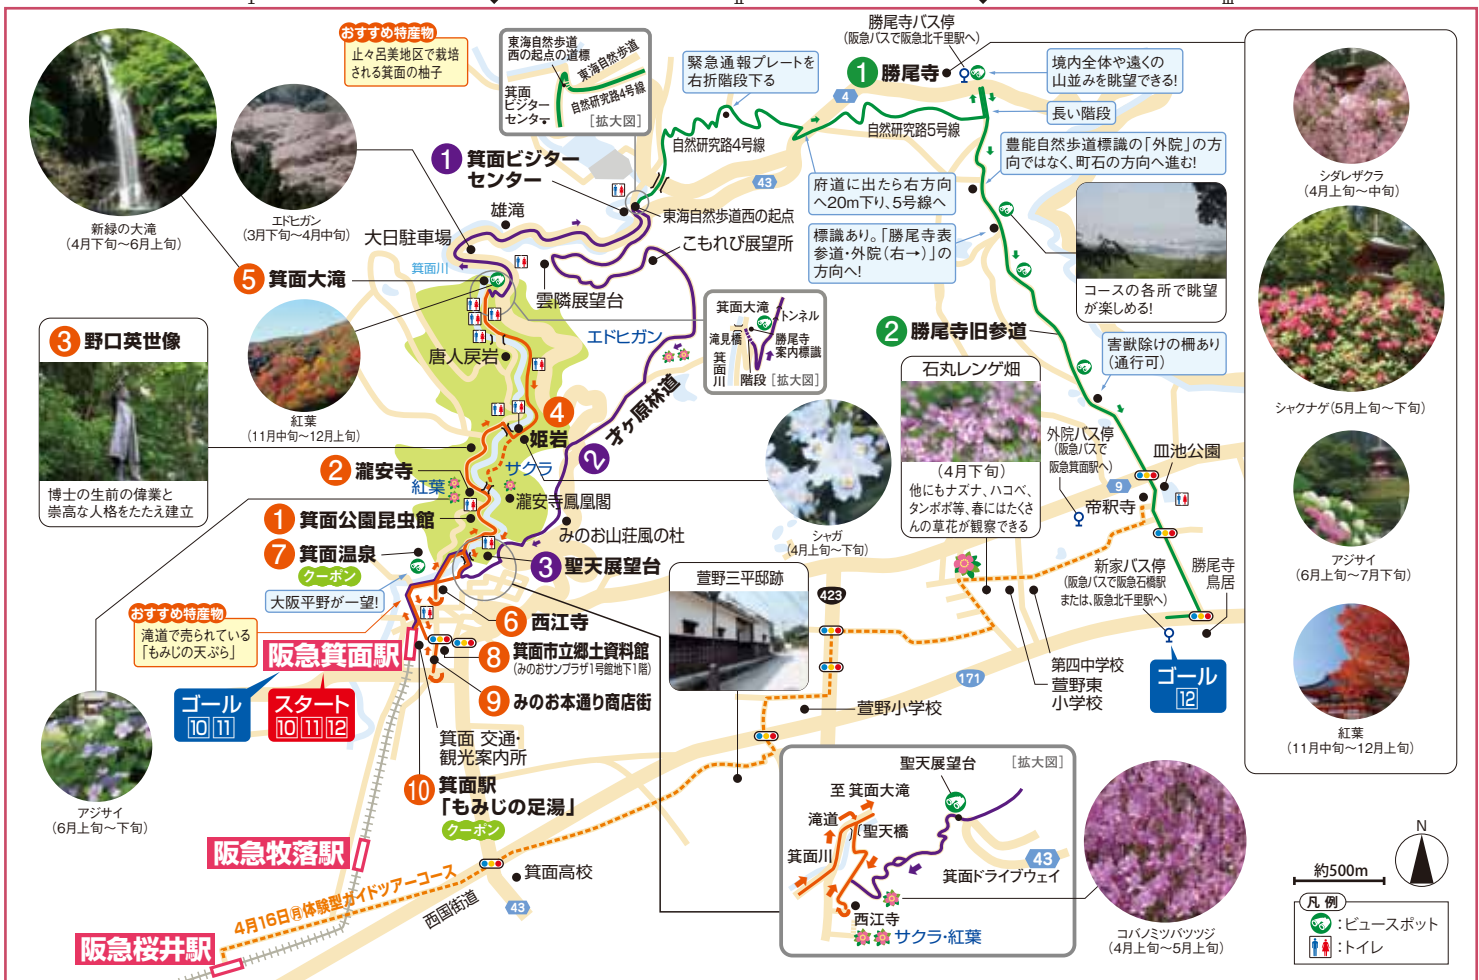 おすすめ特産物
止々呂美地区で栽培
される箕面の柚子
新緑の大滝
(4月下旬〜6月上旬)
エドヒガン
(3月下旬〜4月中旬)
東海自然歩道
西の起点の道標
東海自然歩道
自然研究路4号線
箕面
ビジター
センター
[拡大図]
緊急通報プレートを
右折階段下る
勝尾寺バス停
(阪急バスで阪急北千里駅へ)
1 勝尾寺
境内全体や遠くの
山並みを眺望できる!
長い階段
4
自然研究路4号線
自然研究路5号線
43
府道に出たら右方向
へ20m下り、5号線へ
豊能自然歩道標識の「外院」の方
向ではなく、町石の方向へ進む!
標識あり。「勝尾寺表
参道・外院(右→)」の
方向へ!
コースの各所で眺望
が楽しめる!
シダレザクラ
(4月上旬〜中旬)
シャクナゲ(5月上旬〜下旬)
アジサイ
(6月上旬〜7月下旬)
紅葉
(11月中旬〜12月上旬)
1 箕面ビジター
センター
東海自然歩道西の起点
雄滝
大日駐車場
こもれび展望所
箕面川
雲隣展望台
5 箕面大滝
紅葉
(11月中旬〜12月上旬)
3 野口英世像
博士の生前の偉業と
崇高な人格をたたえ建立
唐人戻岩
エドヒガン
箕面大滝
トンネル
滝見橋
勝尾寺
案内標識
箕面川
階段
[拡大図]
2 才ヶ原林道
4
姫岩
サクラ
2 瀧安寺
紅葉
瀧安寺鳳凰閣
1 箕面公園昆虫館
みのお山荘風の杜
7 箕面温泉
クーポン
3 聖天展望台
大阪平野が一望!
おすすめ特産物
滝道で売られている
「もみじの天ぷら」
シャガ
(4月上旬〜下旬)
2 勝尾寺旧参道
害獣除けの柵あり
(通行可)
石丸レンゲ畑
(4月下旬)
他にもナズナ、ハコベ、
タンポポ等、春にはたくさ
んの草花が観察できる
外院バス停
(阪急バスで
阪急箕面駅へ)
皿池公園
9
帝釈寺
新家バス停
(阪急バスで阪急石橋駅
または、阪急北千里駅へ)
勝尾寺
鳥居
ゴール
12
第四中学校
萱野東
小学校
171
423
萱野三平邸跡
萱野小学校
6 西江寺
8 箕面市立郷土資料館
(みのおサンプラザ1号館地下1階)
9 みのお本通り商店街
阪急箕面駅
ゴール
10 11
スタート
10 11 12
箕面 交通・
観光案内所
10 箕面駅
「もみじの足湯」
クーポン
アジサイ
(6月上旬〜下旬)
阪急牧落駅
阪急桜井駅
4月16日㊊体験型ガイドツアーコース
西国街道
箕面高校
43
聖天展望台
[拡大図]
至 箕面大滝
滝道
聖天橋
箕面川
43
箕面ドライブウェイ
西江寺
サクラ・紅葉
コバノミツバツツジ
(4月上旬〜5月上旬)
N
約500m
凡例
:ビュースポット
:トイレ